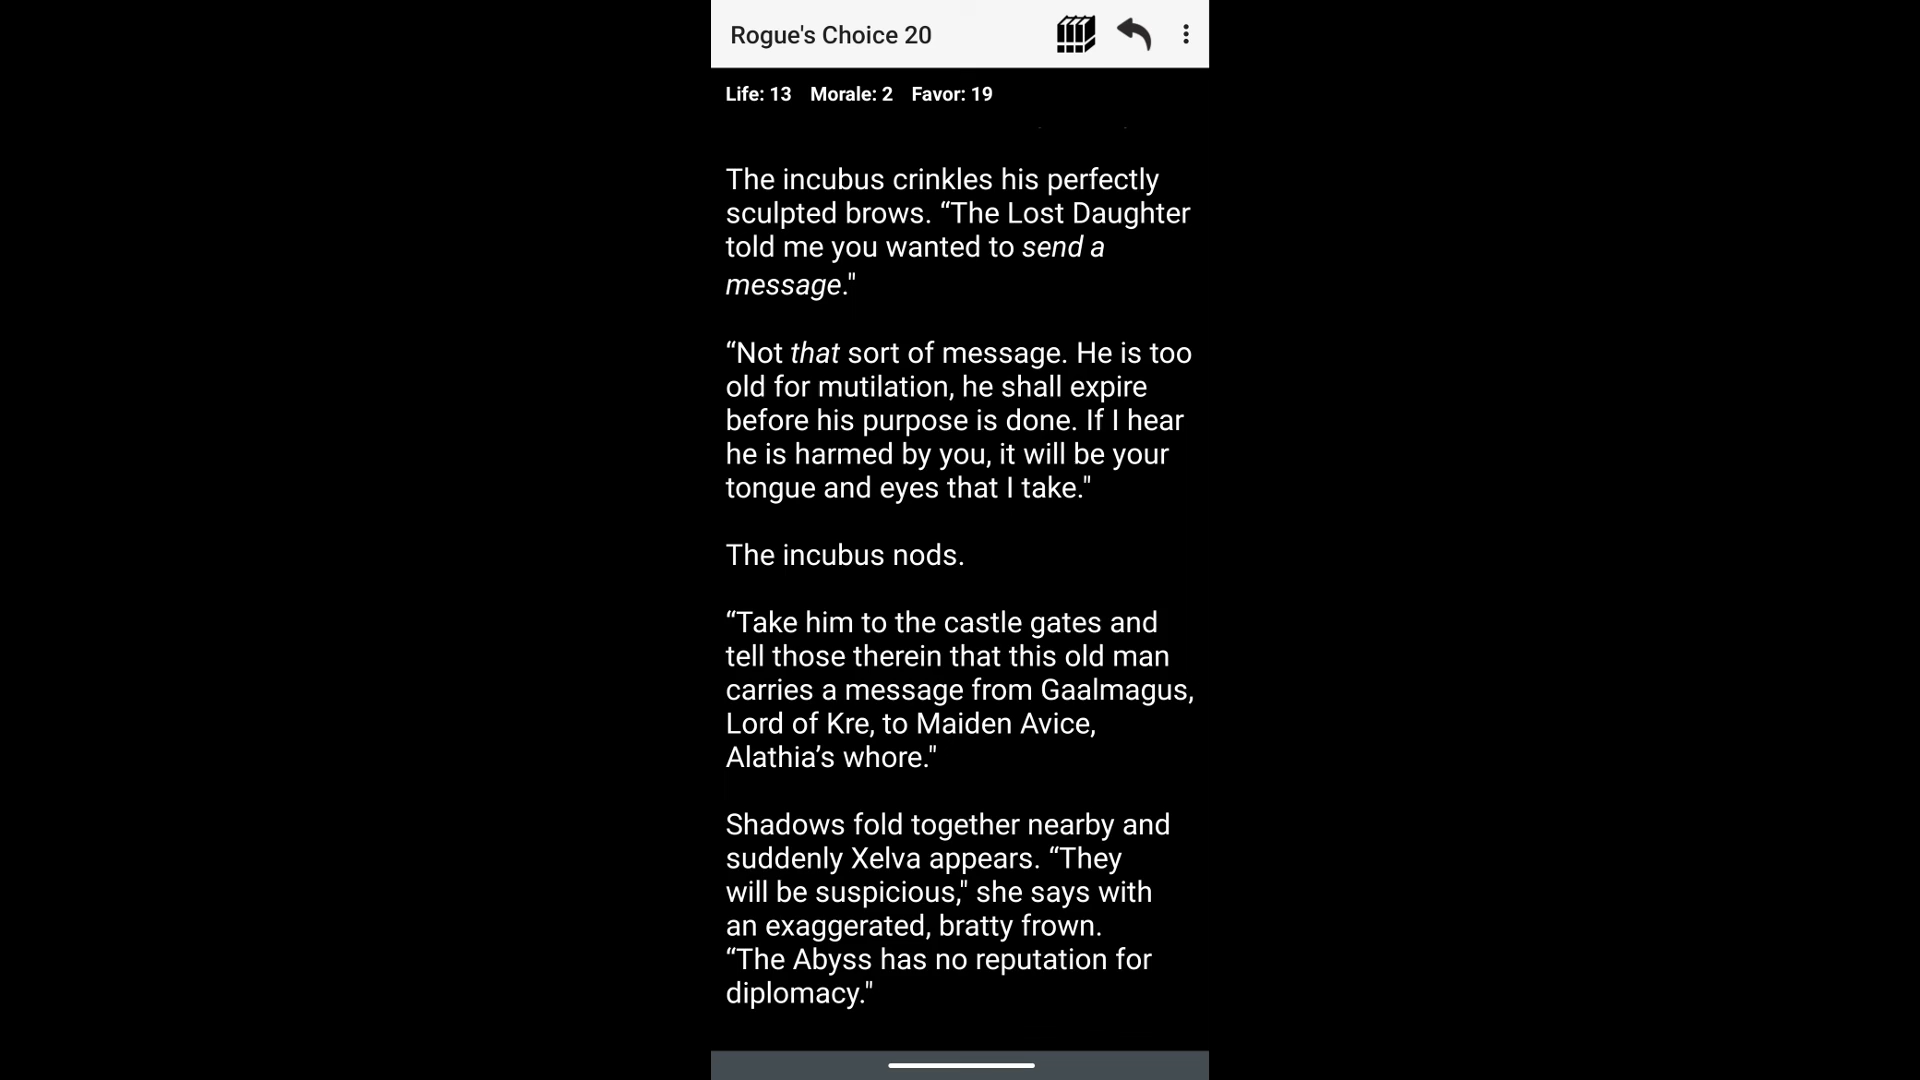 Rogue's Choice 20
Life: 13 Morale: 2 Favor: 19
The incubus crinkles his perfectly
sculpted brows. “The Lost Daughter
told me you wanted to send a
message."
“Not that sort of message. He is too
old for mutilation, he shall expire
before his purpose is done. If I hear
he is harmed by you, it will be your
tongue and eyes that I take."
The incubus nods.
“Take him to the castle gates and
tell those therein that this old man
carries a message from Gaalmagus,
Lord of Kre, to Maiden Avice,
Alathia’s whore."
Shadows fold together nearby and
suddenly Xelva appears. “They
will be suspicious," she says with
an exaggerated, bratty frown.
“The Abyss has no reputation for
diplomacy."